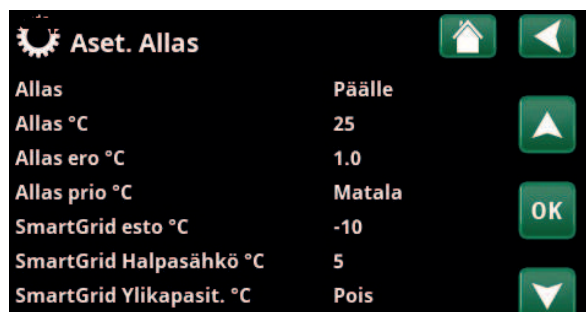 Aset. Allas
Allas Päälle
Allas °C 25
Allas ero °C 1.0
Allas prio °C Matala
SmartGrid esto °C -10
SmartGrid Halpasähkö °C 5
SmartGrid Ylikapasit. °C Pois
OK